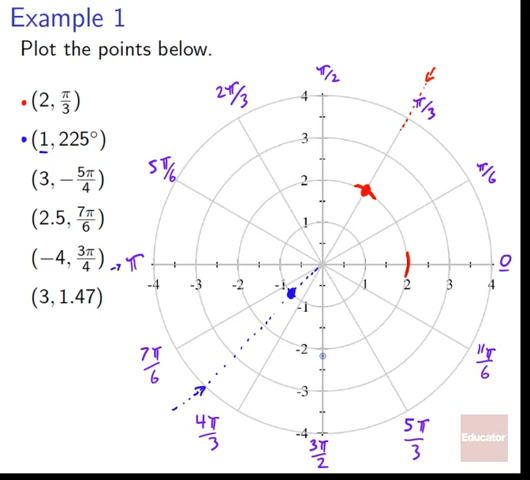 Example 1
Plot the points below.
• (2, π/3)
• (1, 225°)
(3, −5π/4)
(2.5, 7π/6)
(−4, 3π/4)
(3, 1.47)
π/2
2π/3
π/3
5π/6
π/6
→ π
0
7π/6
11π/6
4π/3
3π/2
5π/3
4
3
2
1
-4 -3 -2 -1 1 2 3 4
-1
-2
-3
-4
Educator